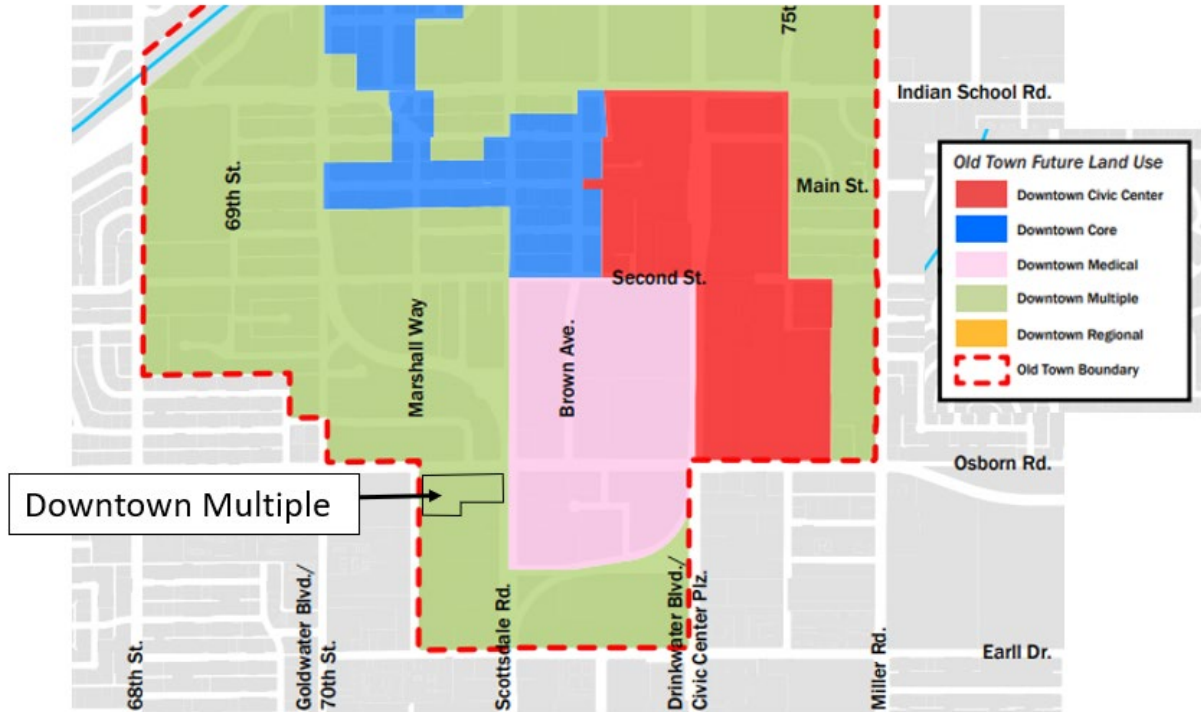 75t
Indian School Rd.
Old Town Future Land Use
Downtown Civic Center
Downtown Core
Downtown Medical
Downtown Multiple
Downtown Regional
Old Town Boundary
69th St.
Main St.
Second St.
Marshall Way
Brown Ave.
Osborn Rd.
Downtown Multiple
68th St.
Goldwater Blvd./
70th St.
Scottsdale Rd.
Drinkwater Blvd./
Civic Center Plz.
Miller Rd.
Earll Dr.